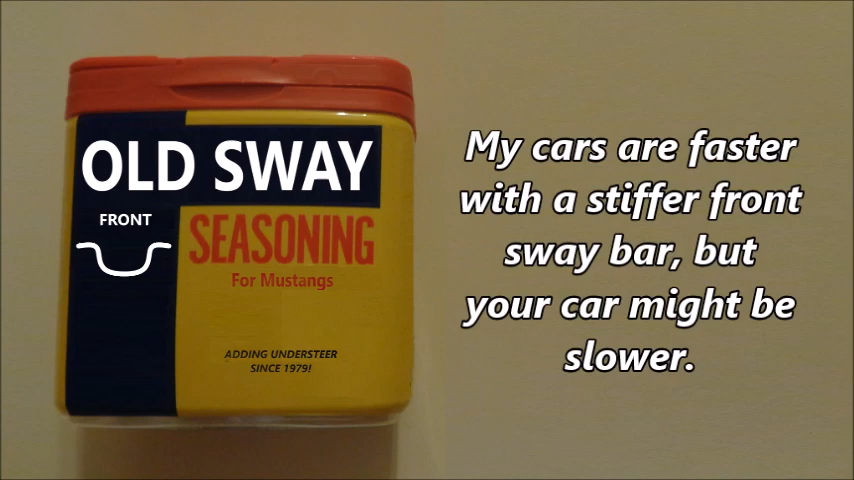 OLD SWAY
FRONT
SEASONING
For Mustangs
ADDING UNDERSTEER
SINCE 1979!
My cars are faster
with a stiffer front
sway bar, but
your car might be
slower.